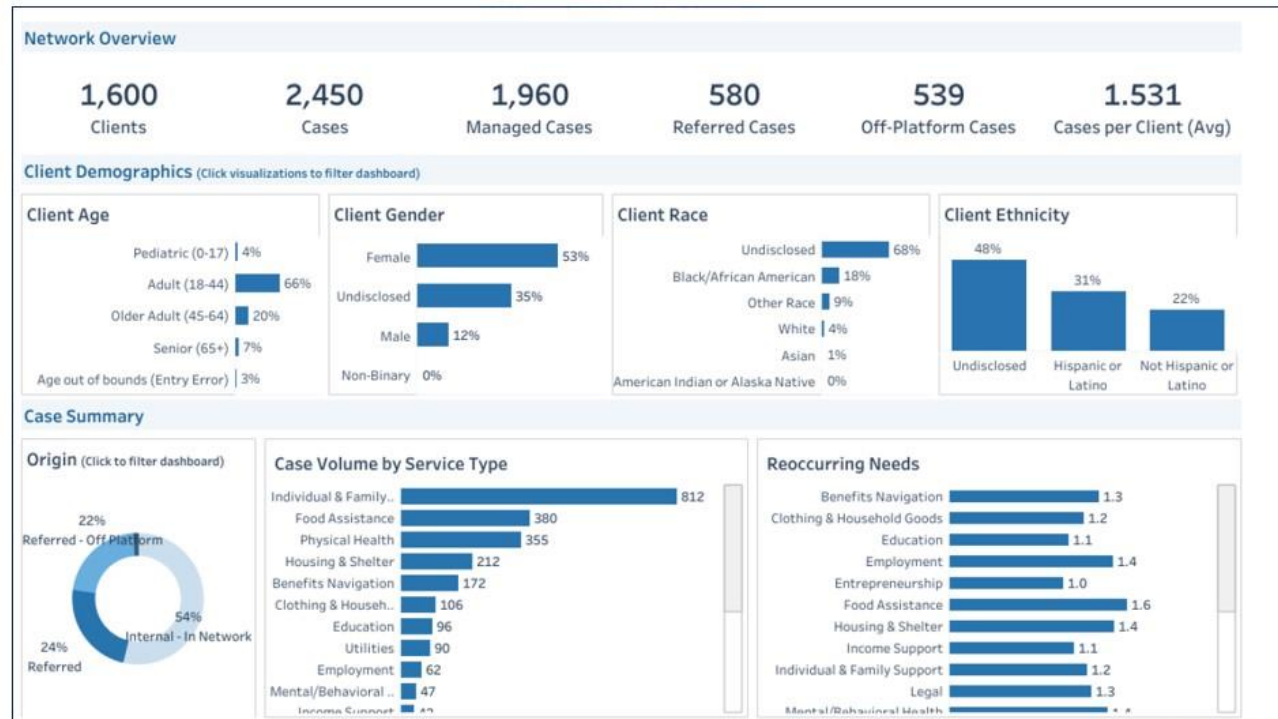 Network Overview
1,600
Clients
2,450
Cases
1,960
Managed Cases
580
Referred Cases
539
Off-Platform Cases
1.531
Cases per Client (Avg)
Client Demographics (Click visualizations to filter dashboard)
Client Age
Pediatric (0-17) 4%
Adult (18-44) 66%
Older Adult (45-64) 20%
Senior (65+) 7%
Age out of bounds (Entry Error) 3%
Client Gender
Female 53%
Undisclosed 35%
Male 12%
Non-Binary 0%
Client Race
Undisclosed 68%
Black/African American 18%
Other Race 9%
White 4%
Asian 1%
American Indian or Alaska Native 0%
Client Ethnicity
48% 31% 22%
Undisclosed
Hispanic or
Latino
Not Hispanic or
Latino
Case Summary
Origin (Click to filter dashboard)
22%
Referred - Off Platform
54%
Internal - In Network
24%
Referred
Case Volume by Service Type
Individual & Family.. 812
Food Assistance 380
Physical Health 355
Housing & Shelter 212
Benefits Navigation 172
Clothing & Househ.. 106
Education 96
Utilities 90
Employment 62
Mental/Behavioral .. 47
Income Support 42
Reoccurring Needs
Benefits Navigation 1.3
Clothing & Household Goods 1.2
Education 1.1
Employment 1.4
Entrepreneurship 1.0
Food Assistance 1.6
Housing & Shelter 1.4
Income Support 1.1
Individual & Family Support 1.2
Legal 1.3
Mental/Behavioral Health 1.4